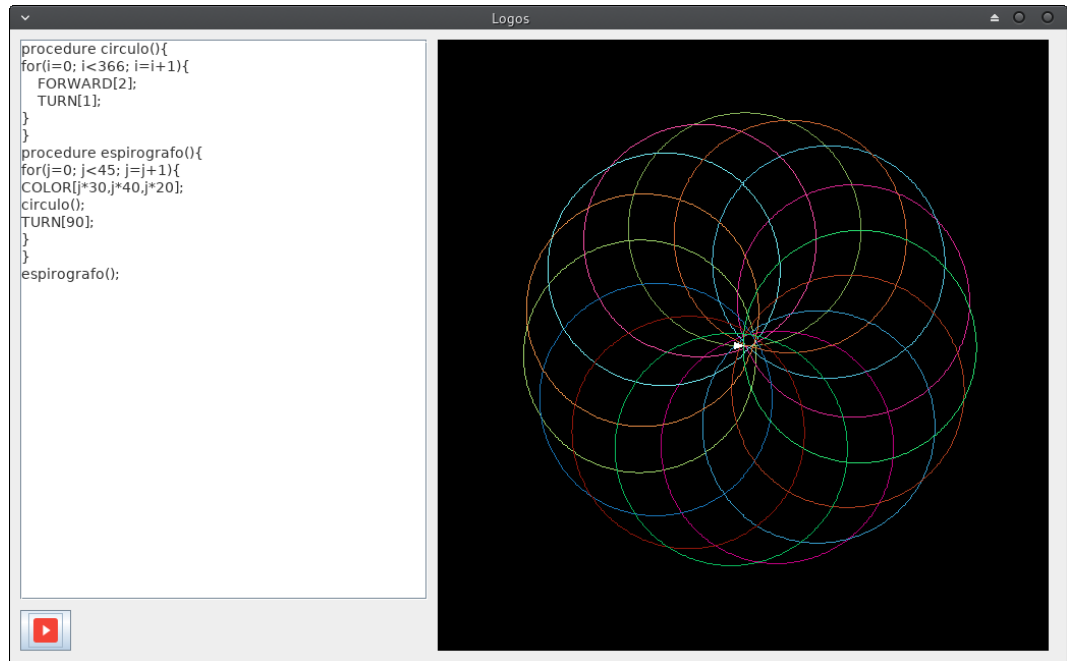 Logos
procedure circulo(){
for(i=0; i<366; i=i+1){
    FORWARD[2];
    TURN[1];
}
}
procedure espirografo(){
for(j=0; j<45; j=j+1){
COLOR[j*30,j*40,j*20];
circulo();
TURN[90];
}
}
espirografo();